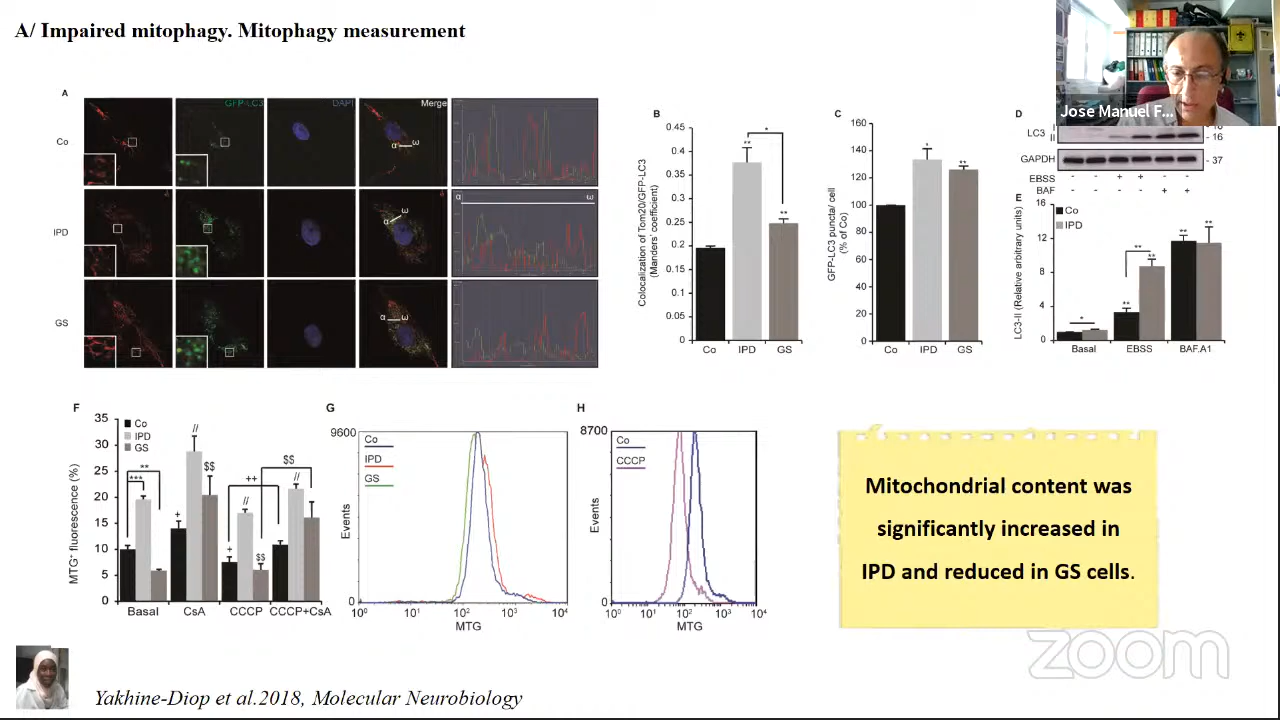 A/ Impaired mitophagy. Mitophagy measurement
Jose Manuel F...
A
GFP-LC3
DAPI
Merge
Co
α
ω
IPD
α
ω
α
ω
GS
α
ω
B
Colocalization of Tom20/GFP-LC3
(Manders' coefficient)
0.45
0.4
0.35
0.3
0.25
0.2
0.15
0.1
0.05
0
**
*
**
Co IPD GS
C
GFP-LC3 puncta/ cell
(% of Co)
160
140
120
100
80
60
40
20
0
*
**
Co IPD GS
D
LC3
I
II
- 16
GAPDH
- 37
EBSS - - + + - -
BAF - - - - + +
E
LC3-II (Relative arbitrary units)
16
12
8
4
0
Co
IPD
*
**
**
**
**
**
Basal EBSS BAF.A1
F
MTG+ fluorescence (%)
35
30
25
20
15
10
5
0
Co
IPD
GS
**
***
+
//
$$
++
+
//
$$
$$
//
Basal CsA CCCP CCCP+CsA
G
9600
Events
0
Co
IPD
GS
10⁰ 10¹ 10² 10³ 10⁴
MTG
H
8700
Events
0
Co
CCCP
10⁰ 10¹ 10² 10³ 10⁴
MTG
Mitochondrial content was
significantly increased in
IPD and reduced in GS cells.
zoom
Yakhine-Diop et al.2018, Molecular Neurobiology